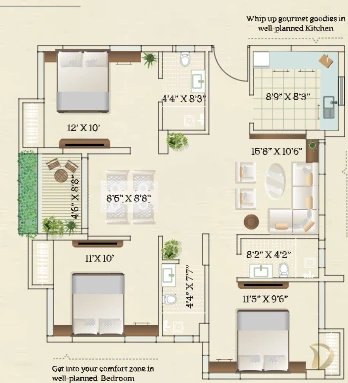 Whip up gourmet goodies in
well-planned Kitchen
4'4" X 8'3"
8'9" X 8'3"
12' X 10'
15'8" X 10'6"
4'6" X 8'8"
8'5" X 8'8"
11' X 10'
8'2" X 4'2"
4'4" X 7'7"
11'5" X 9'6"
Get into your comfort zone in
well-planned Bedroom